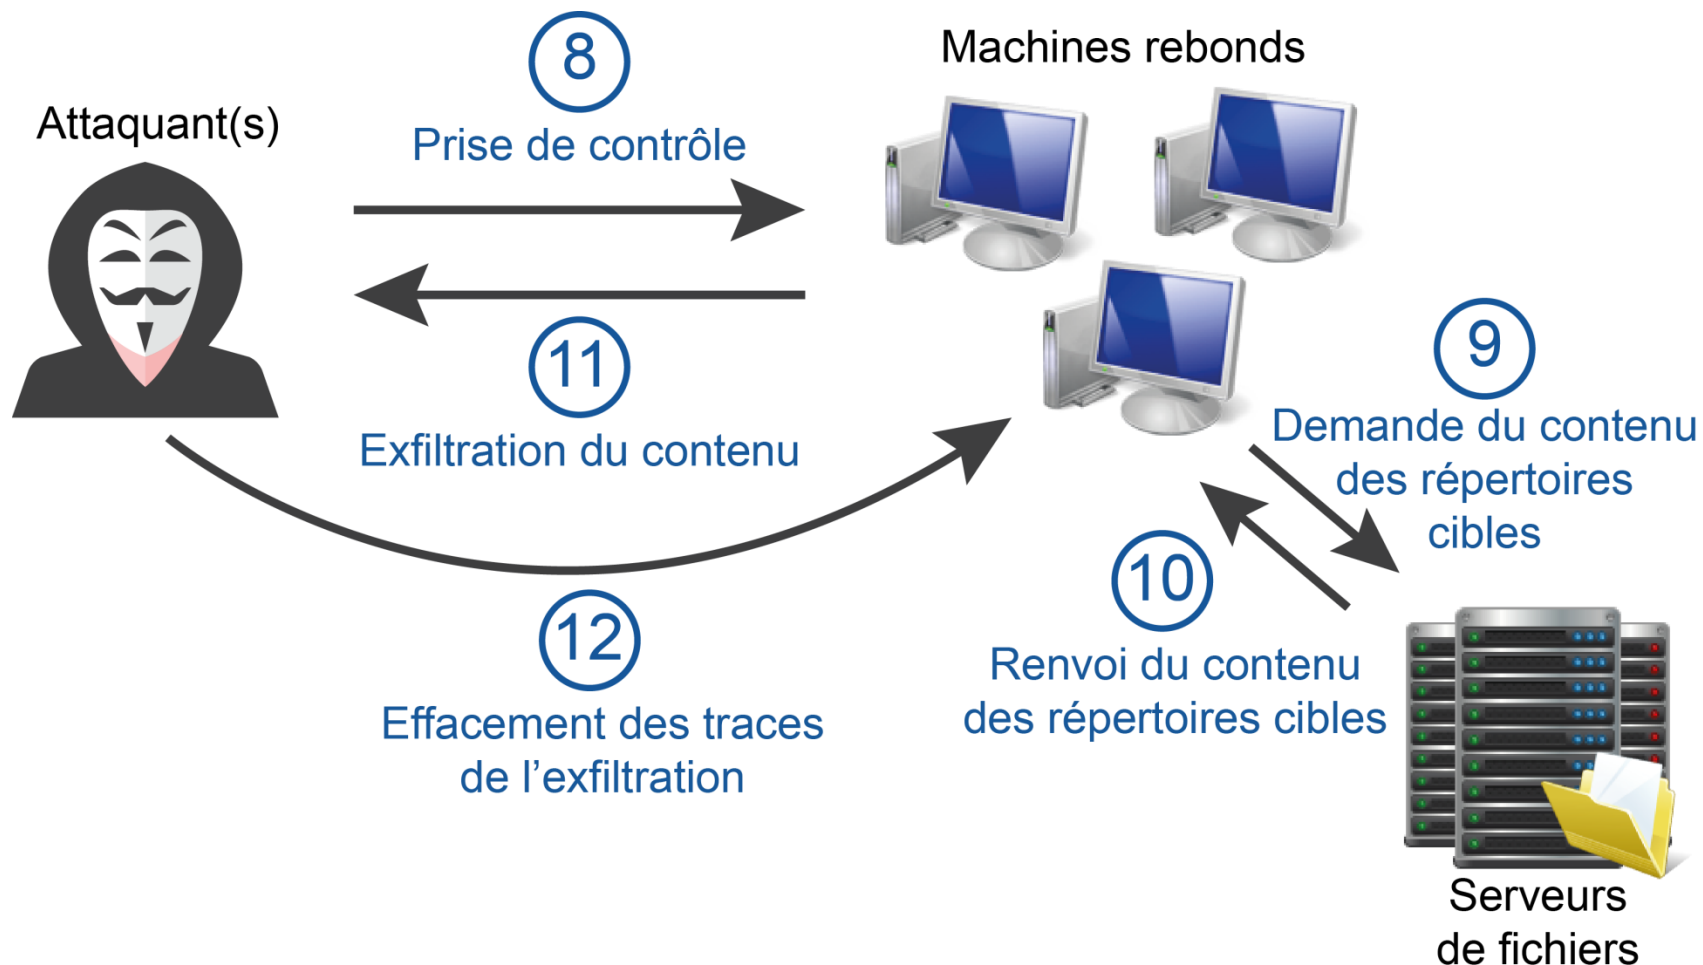 Attaquant(s)
8
Prise de contrôle
Machines rebonds
11
Exfiltration du contenu
9
Demande du contenu
des répertoires
cibles
10
Renvoi du contenu
des répertoires cibles
12
Effacement des traces
de l’exfiltration
Serveurs
de fichiers